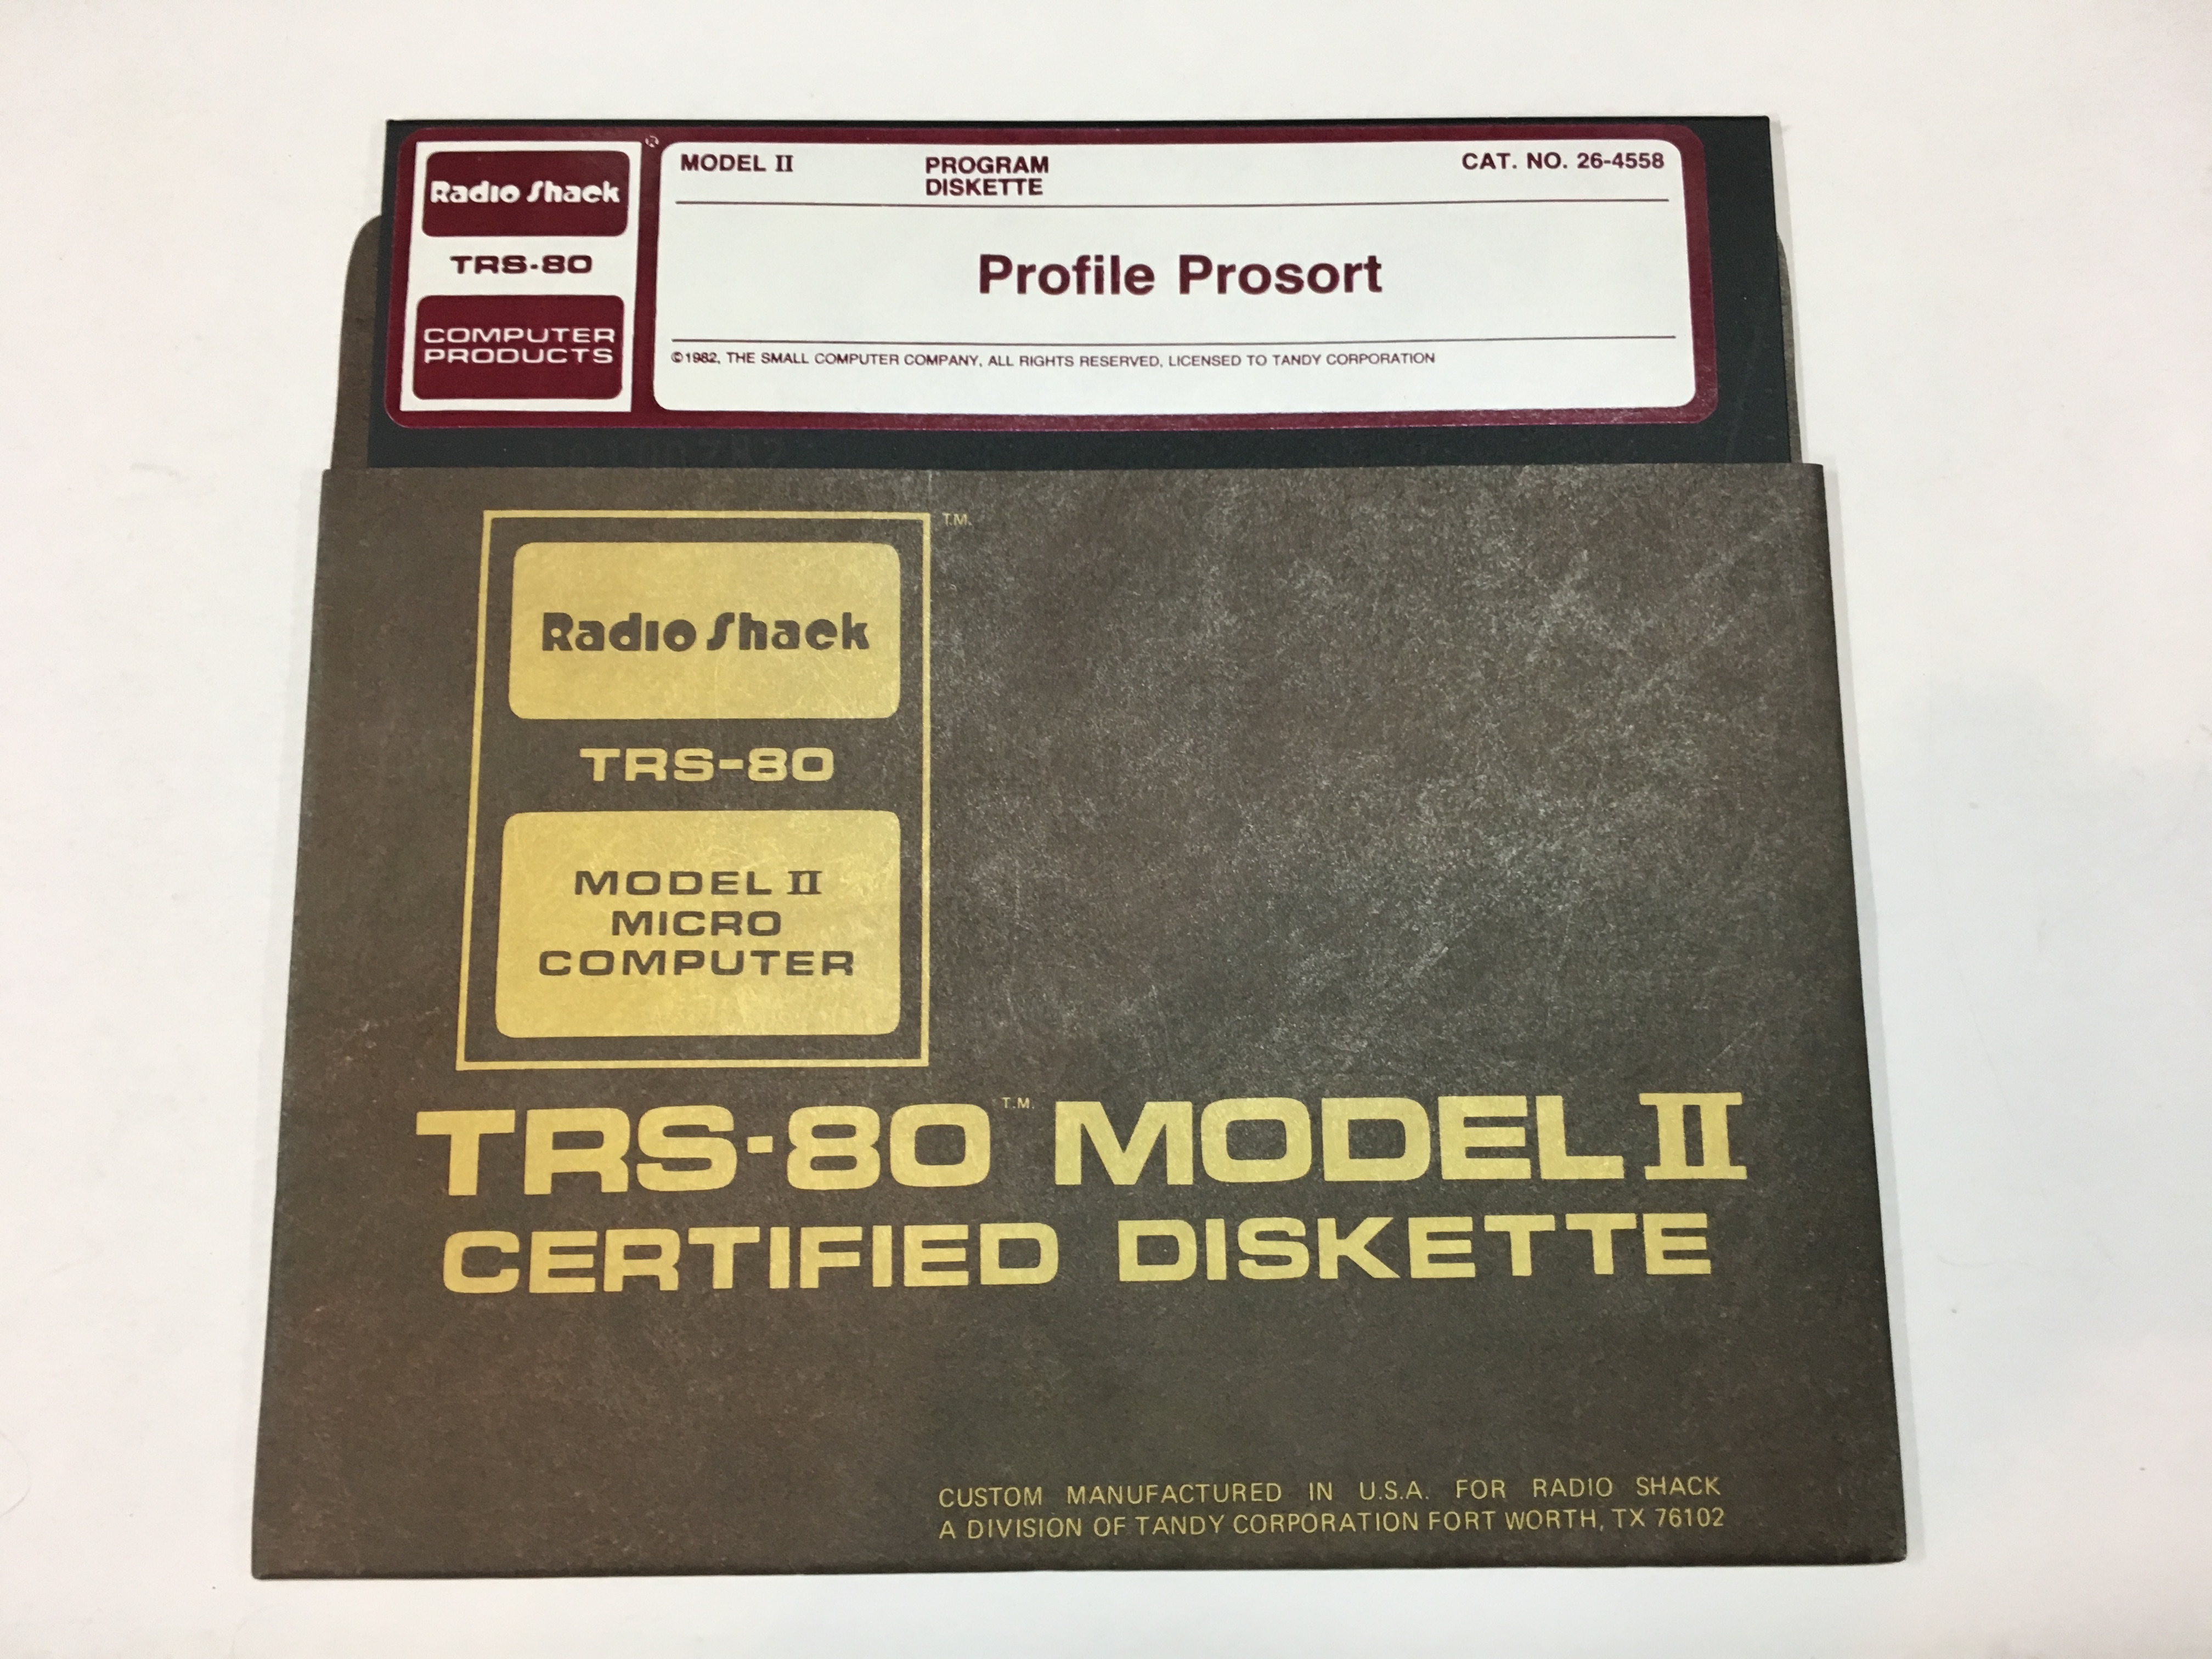 Radio Shack ®
TRS-80
COMPUTER
PRODUCTS
MODEL II PROGRAM DISKETTE CAT. NO. 26-4558
Profile Prosort
©1982, THE SMALL COMPUTER COMPANY, ALL RIGHTS RESERVED, LICENSED TO TANDY CORPORATION
T.M.
Radio Shack
TRS-80
MODEL II
MICRO
COMPUTER
TRS-80 T.M. MODEL II
CERTIFIED DISKETTE
CUSTOM MANUFACTURED IN U.S.A. FOR RADIO SHACK
A DIVISION OF TANDY CORPORATION FORT WORTH, TX 76102